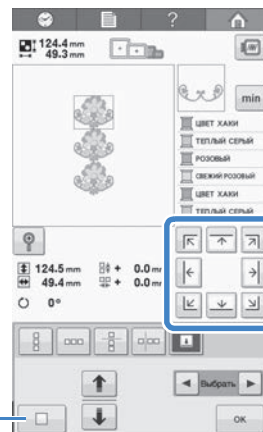 ?
124.4 mm
49.3 mm
min
ЦВЕТ ХАКИ
ТЕПЛЫЙ СЕРЫЙ
РОЗОВЫЙ
СВЕЖИЙ РОЗОВЫЙ
ЦВЕТ ХАКИ
ТЕПЛЫЙ СЕРЫЙ
124.5 mm + 0.0 mm
49.4 mm + 0.0 mm
0°
Выбрать
OK